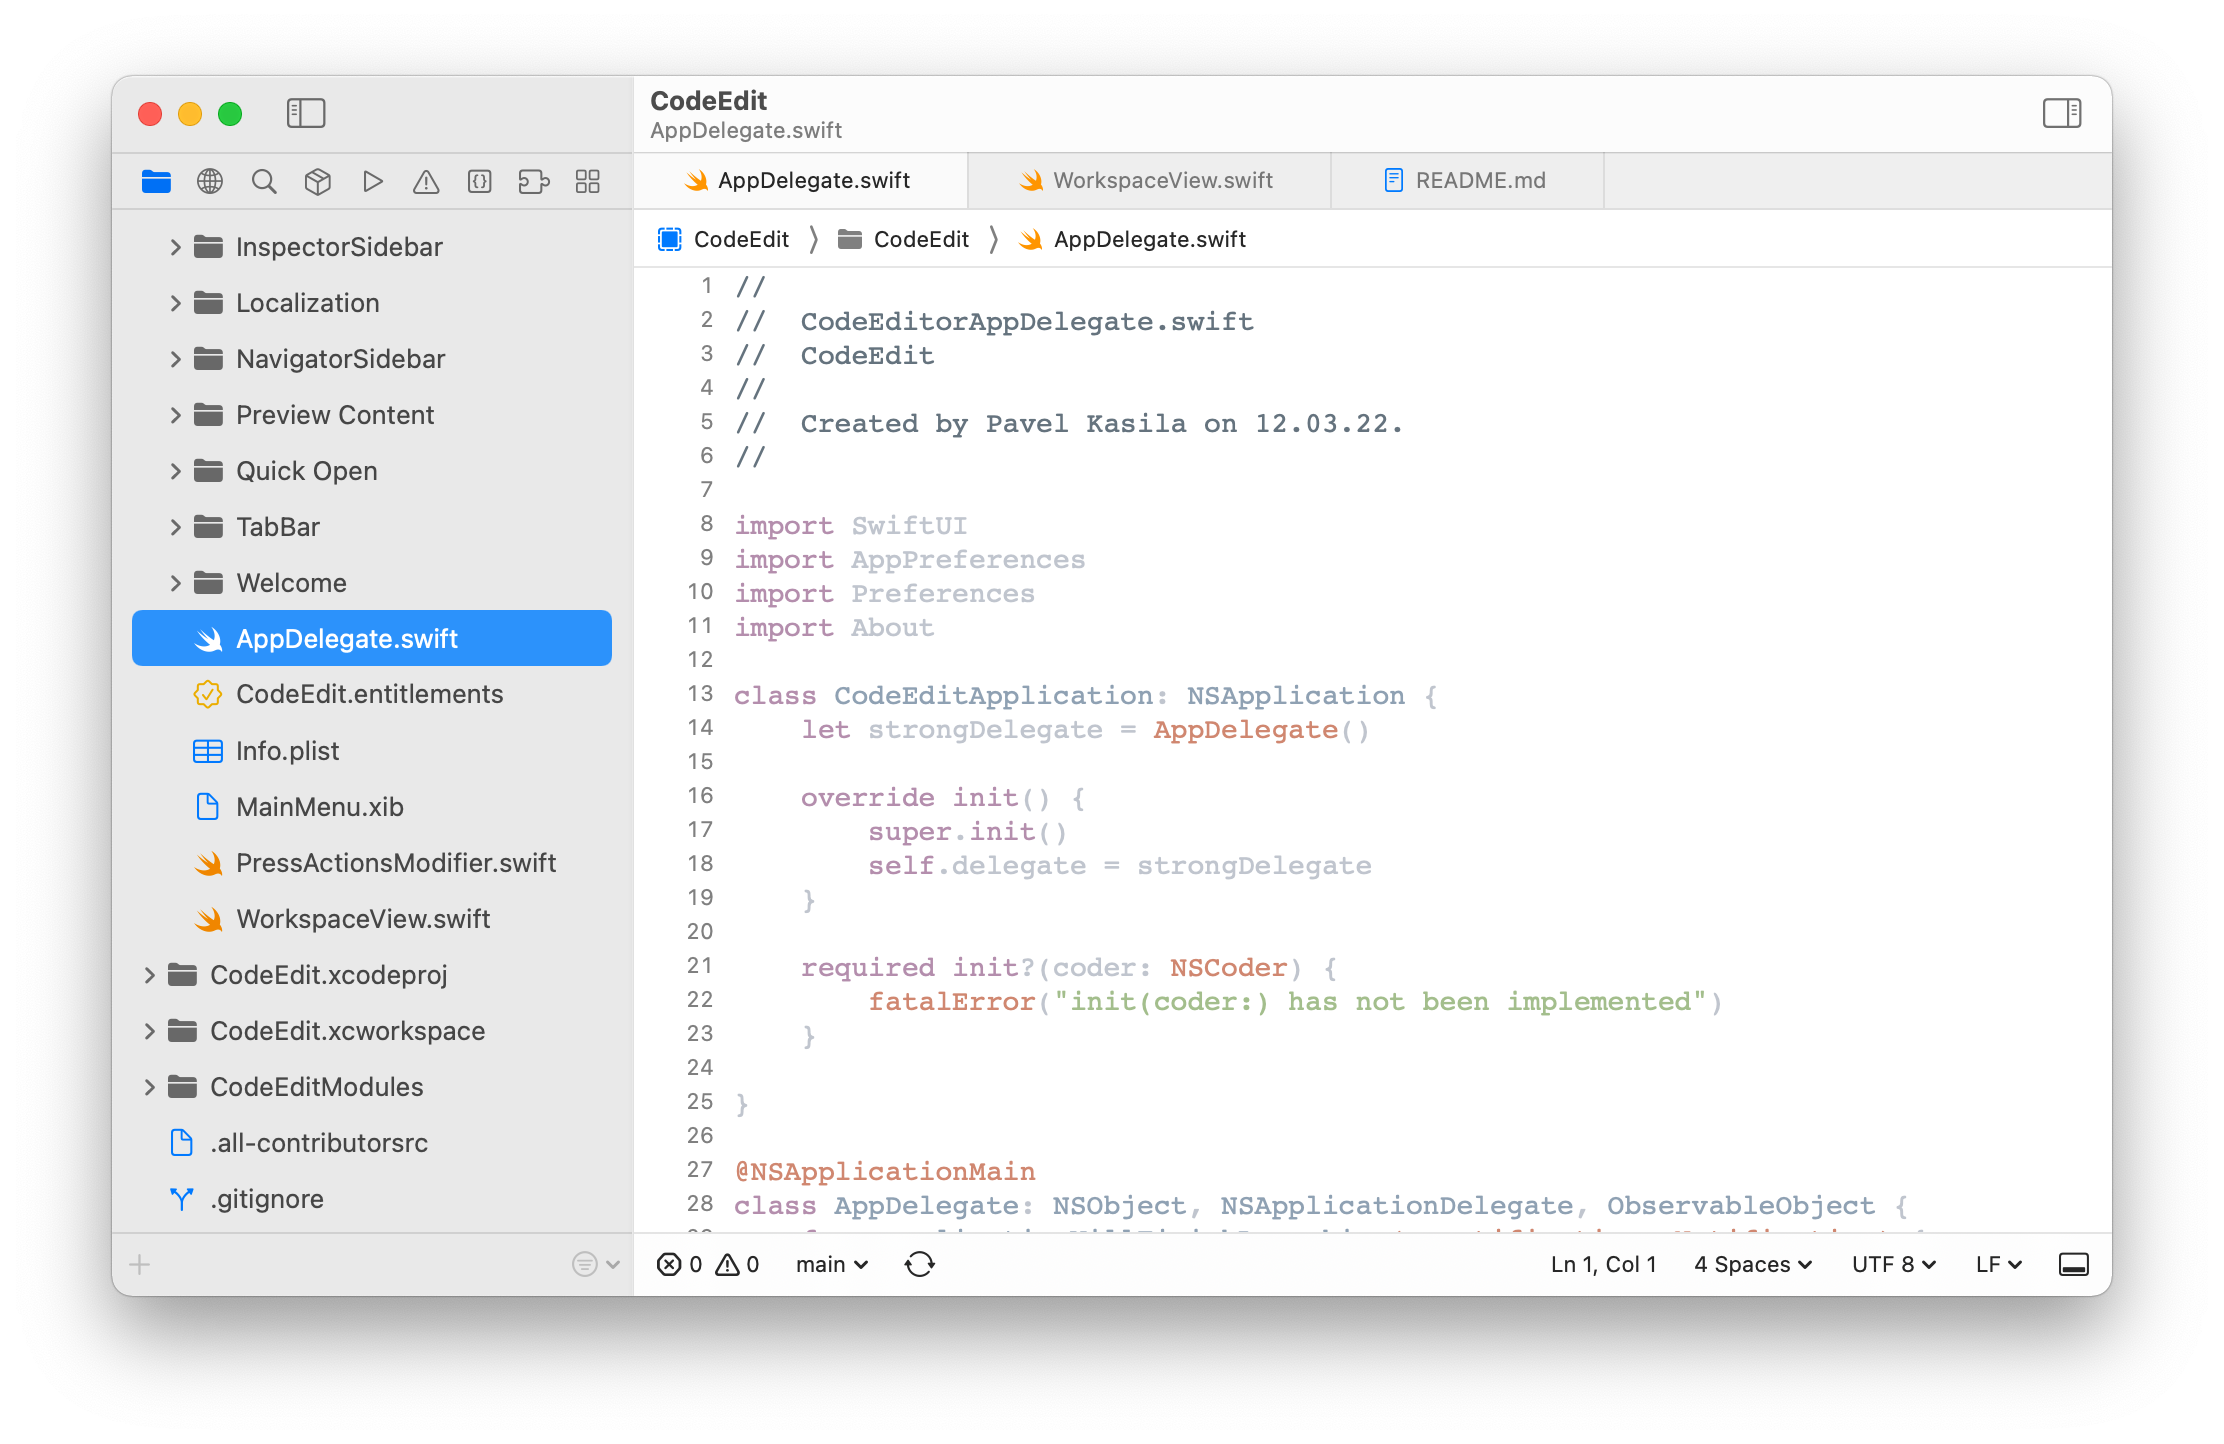 CodeEdit
AppDelegate.swift
AppDelegate.swift
WorkspaceView.swift
README.md
CodeEdit 〉 CodeEdit 〉 AppDelegate.swift
InspectorSidebar
Localization
NavigatorSidebar
Preview Content
Quick Open
TabBar
Welcome
AppDelegate.swift
CodeEdit.entitlements
Info.plist
MainMenu.xib
PressActionsModifier.swift
WorkspaceView.swift
CodeEdit.xcodeproj
CodeEdit.xcworkspace
CodeEditModules
.all-contributorsrc
.gitignore
1 //
2 //  CodeEditorAppDelegate.swift
3 //  CodeEdit
4 //
5 //  Created by Pavel Kasila on 12.03.22.
6 //
7
8 import SwiftUI
9 import AppPreferences
10 import Preferences
11 import About
12
13 class CodeEditApplication: NSApplication {
14     let strongDelegate = AppDelegate()
15
16     override init() {
17         super.init()
18         self.delegate = strongDelegate
19     }
20
21     required init?(coder: NSCoder) {
22         fatalError("init(coder:) has not been implemented")
23     }
24
25 }
26
27 @NSApplicationMain
28 class AppDelegate: NSObject, NSApplicationDelegate, ObservableObject {
0 0 main
Ln 1, Col 1
4 Spaces
UTF 8
LF